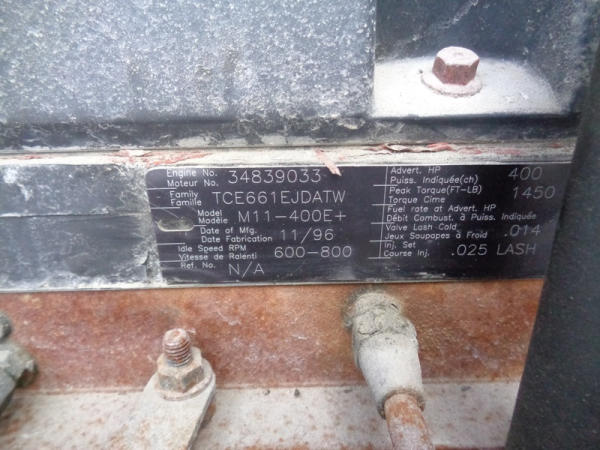 Engine No. 34839033
Moteur No.
Family TCE661EJDATW
Famille
Model M11-400E+
Modèle
Date of Mfg. 11/96
Date Fabrication
Idle Speed RPM 600-800
Vitesse de Ralenti
Ref. No. N/A
Advert. HP 400
Puiss. Indiquée(ch)
Peak Torque(FT-LB) 1450
Torque Cime
Fuel rate at Advert. HP
Débit Combust. à Puiss. Indiquée
Valve Lash Cold .014
Jeux Soupapes à Froid
Inj. Set .025 LASH
Course Inj.